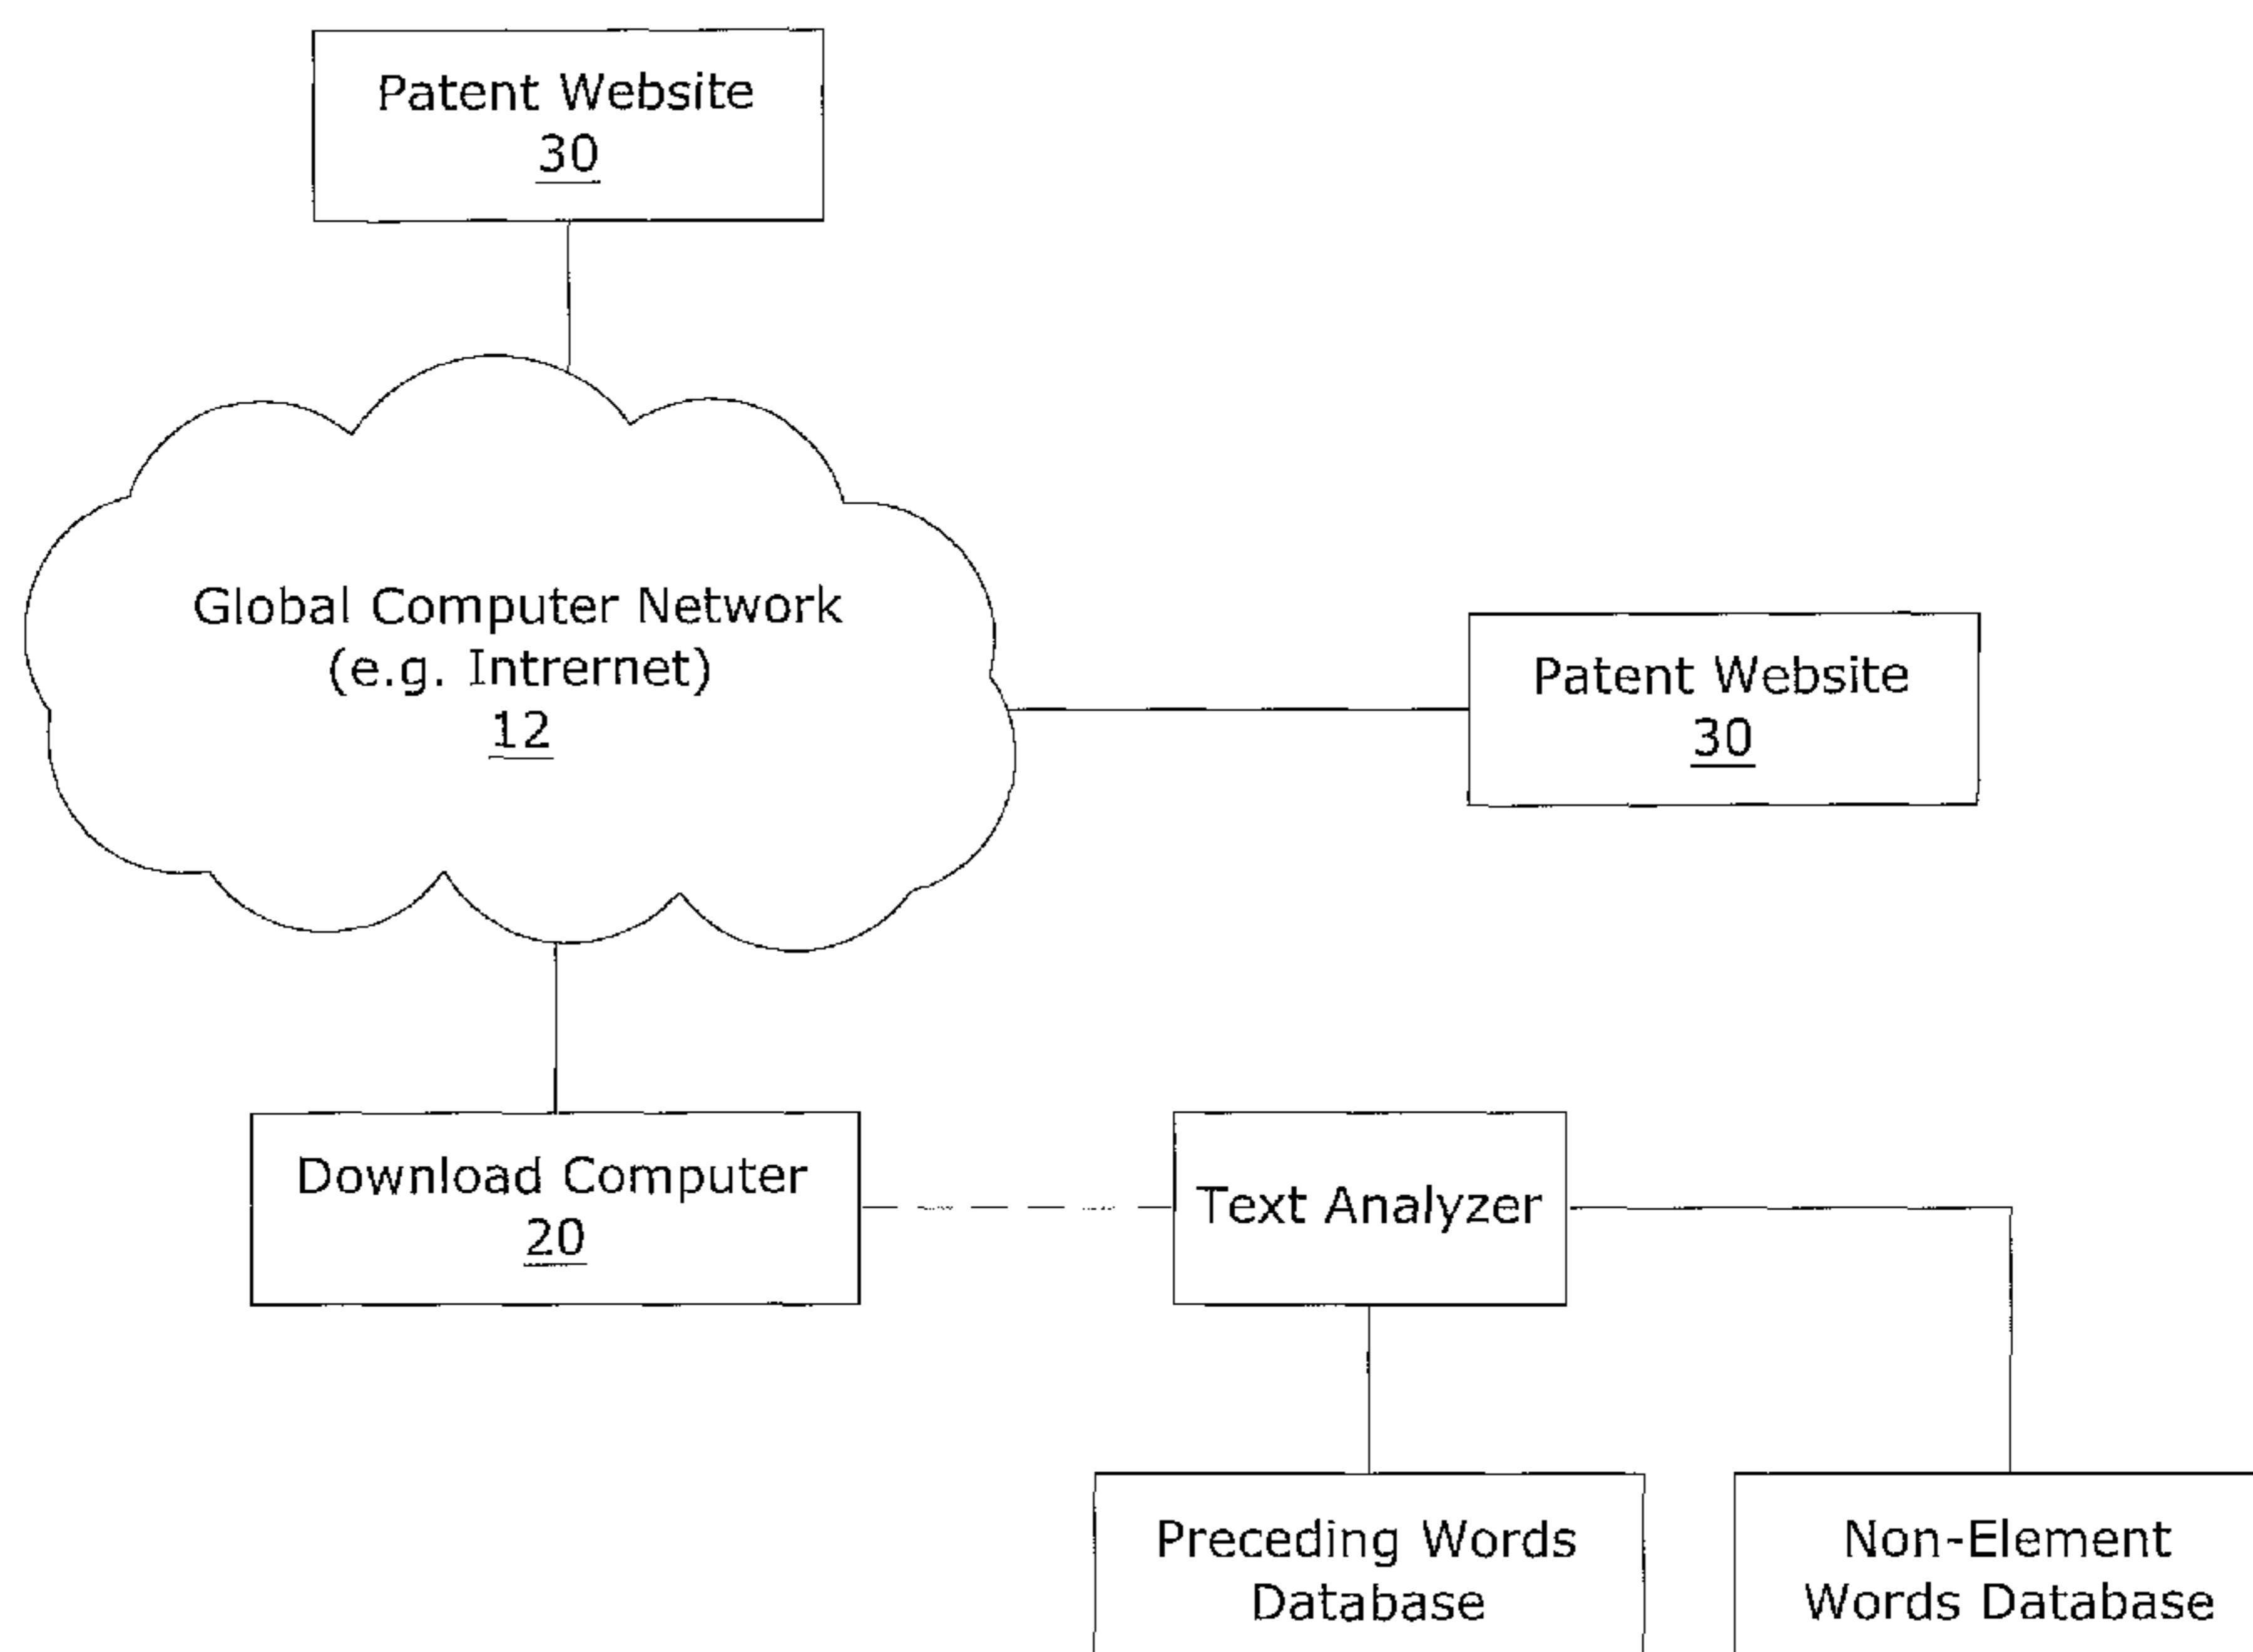 Patent Website
30
Global Computer Network
(e.g. Intrernet)
12
Patent Website
30
Download Computer
20
Text Analyzer
Preceding Words
Database
Non-Element
Words Database